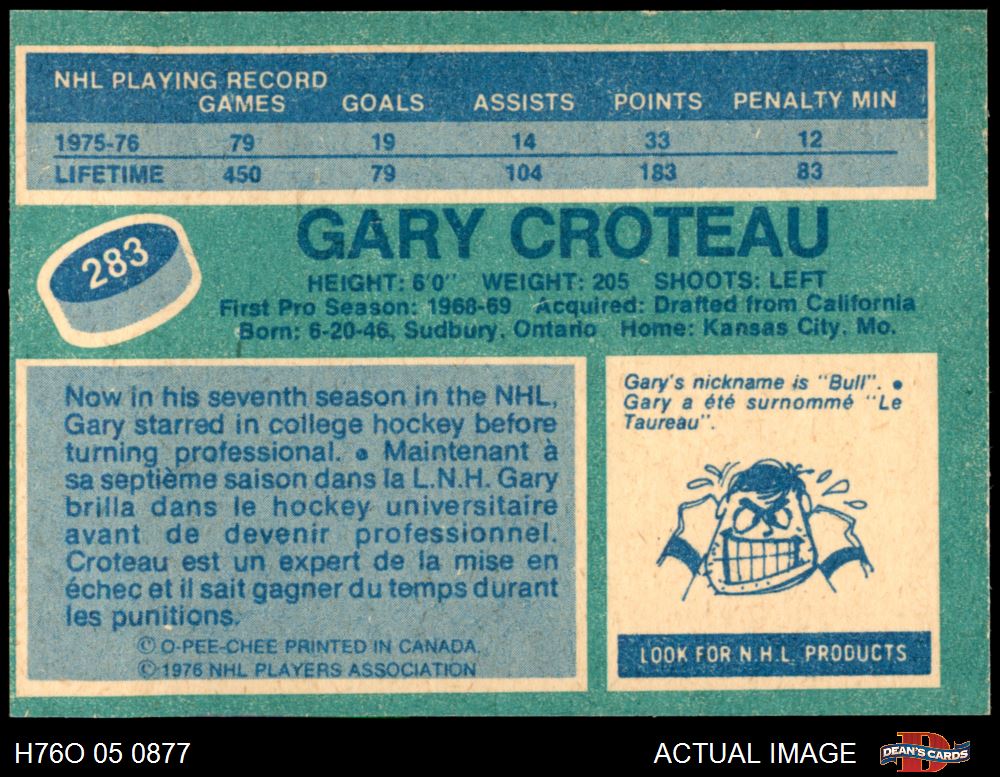 NHL PLAYING RECORD
GAMES GOALS ASSISTS POINTS PENALTY MIN
1975-76 79 19 14 33 12
LIFETIME 450 79 104 183 83
283
GARY CROTEAU
HEIGHT: 6'0" WEIGHT: 205 SHOOTS: LEFT
First Pro Season: 1968-69 Acquired: Drafted from California
Born: 6-20-46, Sudbury, Ontario Home: Kansas City, Mo.
Now in his seventh season in the NHL,
Gary starred in college hockey before
turning professional. • Maintenant à
sa septième saison dans la L.N.H. Gary
brilla dans le hockey universitaire
avant de devenir professionnel.
Croteau est un expert de la mise en
échec et il sait gagner du temps durant
les punitions.
© O-PEE-CHEE PRINTED IN CANADA.
© 1976 NHL PLAYERS ASSOCIATION
Gary's nickname is "Bull". •
Gary a été surnommé "Le
Taureau".
LOOK FOR N.H.L. PRODUCTS
H76O 05 0877
ACTUAL IMAGE
DEAN'S CARDS